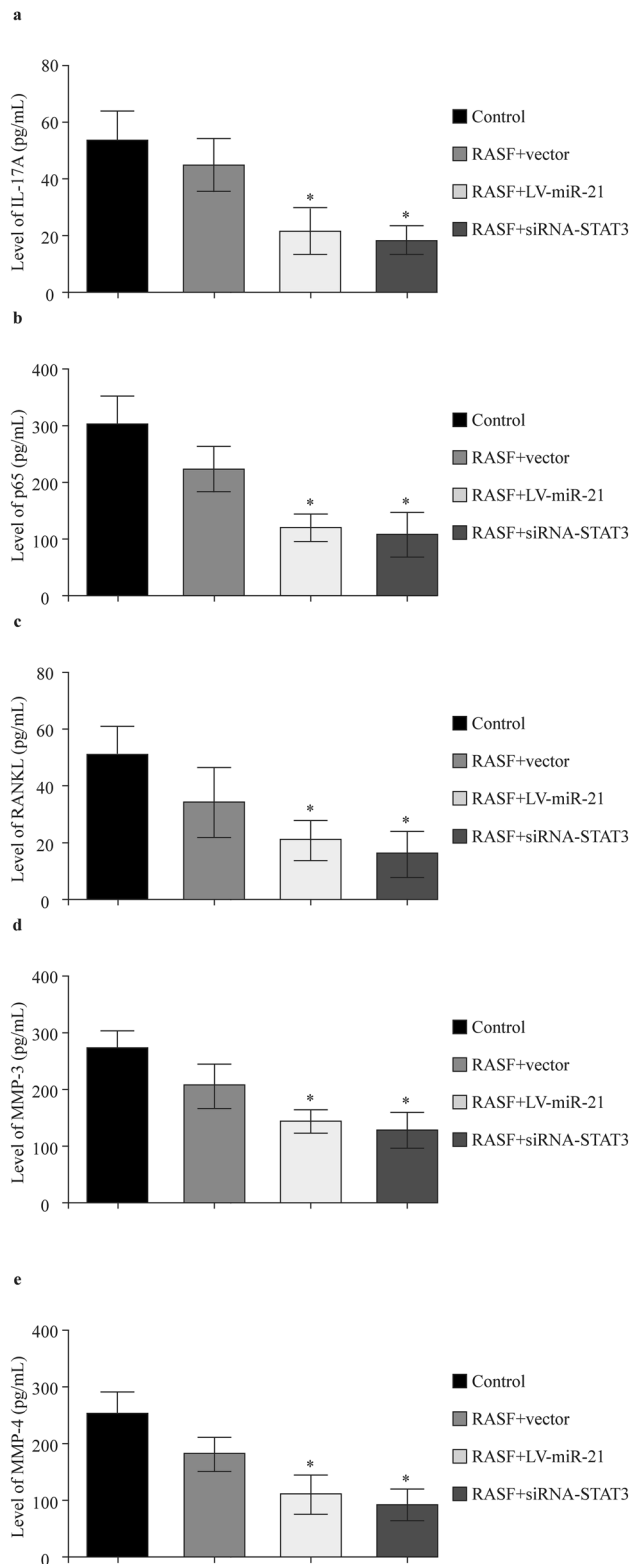 a
Level of IL-17A (pg/mL)
80
60
40
20
0
*
*
Control
RASF+vector
RASF+LV-miR-21
RASF+siRNA-STAT3
b
Level of p65 (pg/mL)
400
300
200
100
0
*
*
Control
RASF+vector
RASF+LV-miR-21
RASF+siRNA-STAT3
c
Level of RANKL (pg/mL)
80
60
40
20
0
*
*
Control
RASF+vector
RASF+LV-miR-21
RASF+siRNA-STAT3
d
Level of MMP-3 (pg/mL)
400
300
200
100
0
*
*
Control
RASF+vector
RASF+LV-miR-21
RASF+siRNA-STAT3
e
Level of MMP-4 (pg/mL)
400
300
200
100
0
*
*
Control
RASF+vector
RASF+LV-miR-21
RASF+siRNA-STAT3